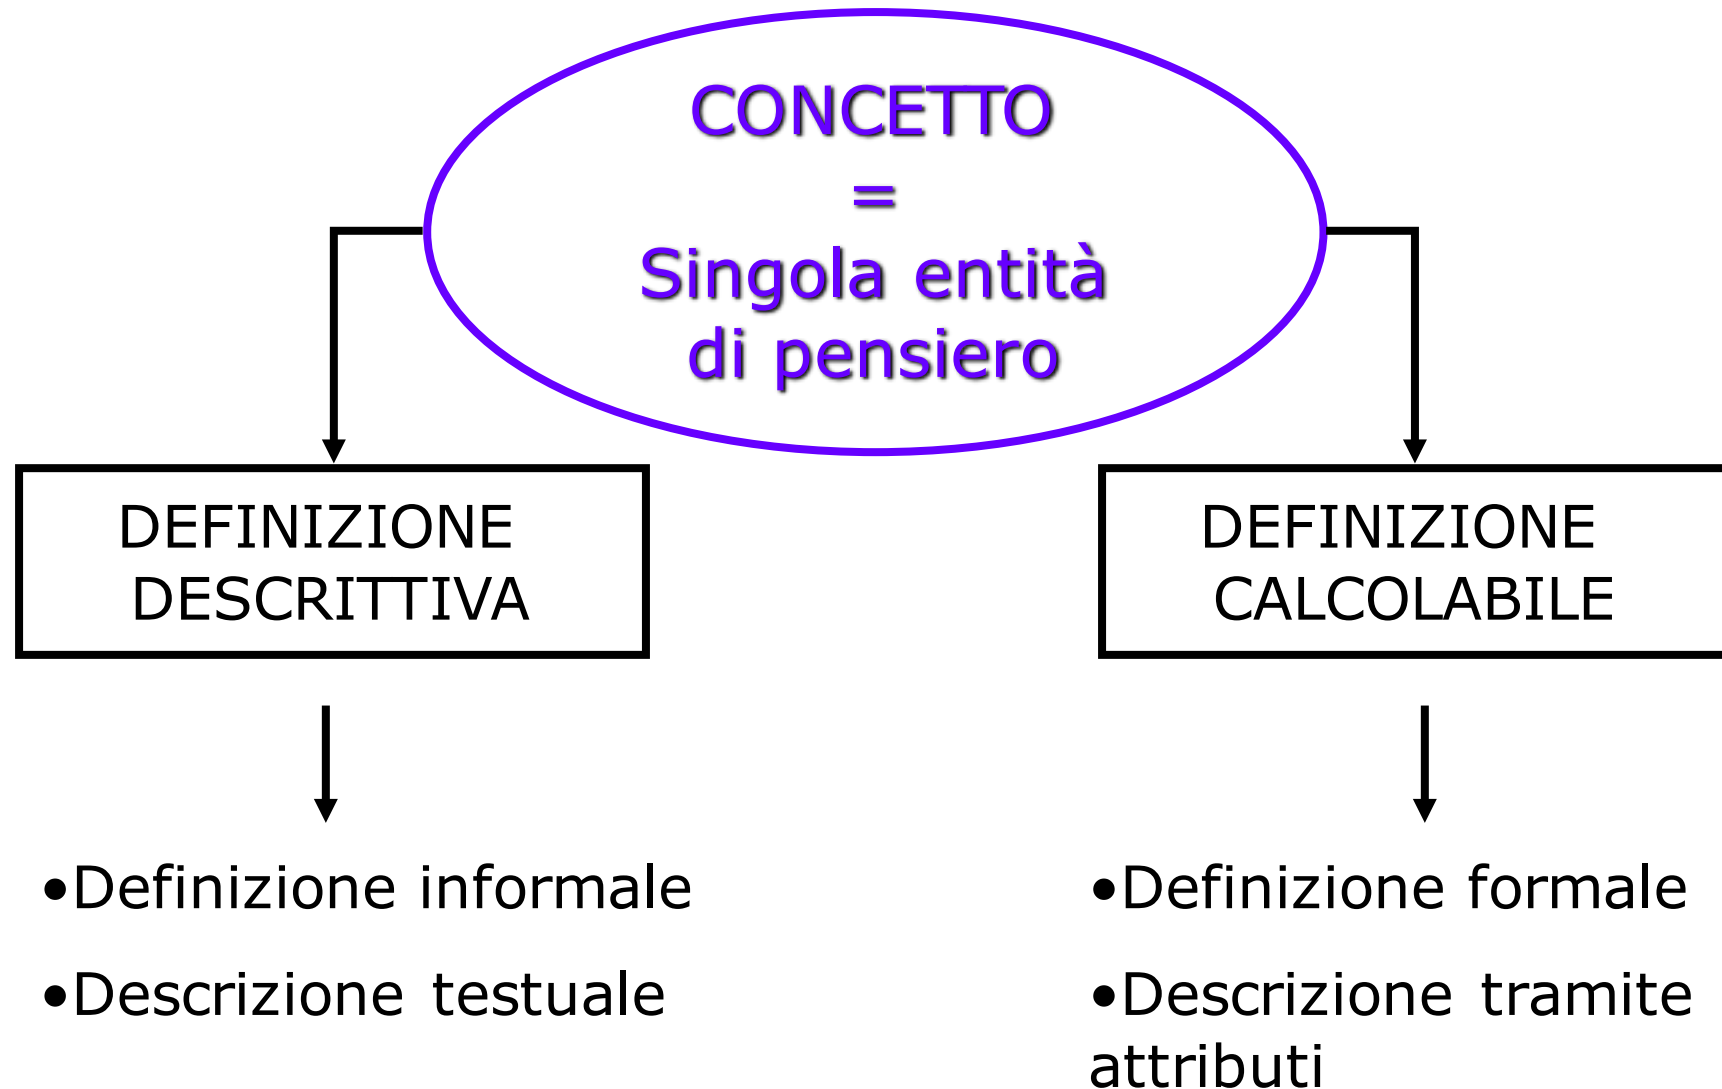 CONCETTO
=
Singola entità
di pensiero
DEFINIZIONE
DESCRITTIVA
DEFINIZIONE
CALCOLABILE
•Definizione informale
•Descrizione testuale
•Definizione formale
•Descrizione tramite
attributi